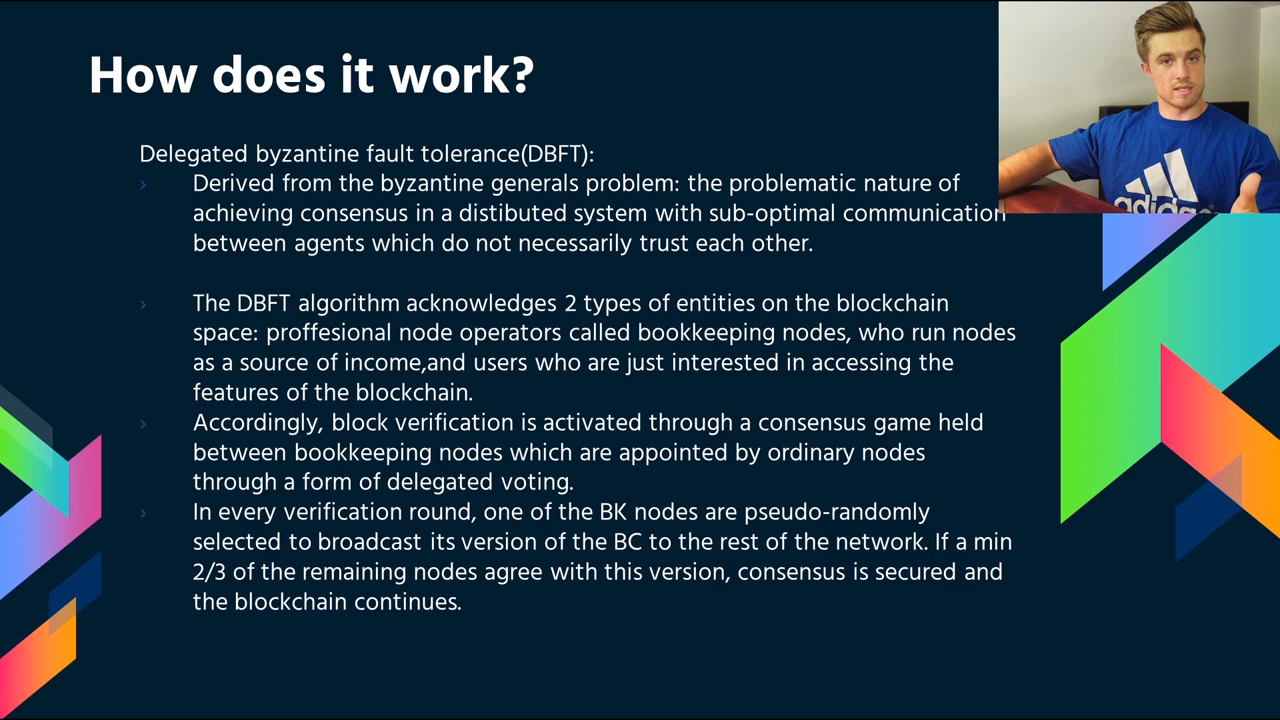 How does it work?
Delegated byzantine fault tolerance(DBFT):
› Derived from the byzantine generals problem: the problematic nature of
achieving consensus in a distibuted system with sub-optimal communication
between agents which do not necessarily trust each other.
› The DBFT algorithm acknowledges 2 types of entities on the blockchain
space: proffesional node operators called bookkeeping nodes, who run nodes
as a source of income,and users who are just interested in accessing the
features of the blockchain.
› Accordingly, block verification is activated through a consensus game held
between bookkeeping nodes which are appointed by ordinary nodes
through a form of delegated voting.
› In every verification round, one of the BK nodes are pseudo-randomly
selected to broadcast its version of the BC to the rest of the network. If a min
2/3 of the remaining nodes agree with this version, consensus is secured and
the blockchain continues.
adidas